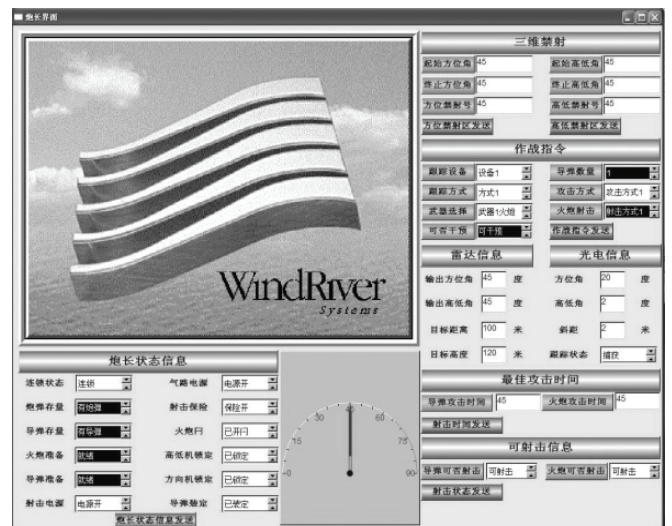 炮长界面
WindRiver
Systems
三维禁射
起始方位角 45 起始高低角 45
终止方位角 45 终止高低角 45
方位禁射号 45 高低禁射号 45
方位禁射区发送 高低禁射区发送
作战指令
跟踪设备 设备1 导弹数量 1
跟踪方式 方式1 攻击方式 攻击方式1
武器选择 武器1火炮 火炮射击 射击方式1
可否干预 可干预 作战指令发送
雷达信息 光电信息
输出方位角 45 度 方位角 20 度
输出高低角 45 度 高低角 2 度
目标距离 100 米 斜距 2 米
目标高度 120 米 跟踪状态 捕获
最佳攻击时间
导弹攻击时间 45 火炮攻击时间 45
射击时间发送
可射击信息
导弹可否射击 可射击 火炮可否射击 可射击
射击状态发送
炮长状态信息
连锁状态 连锁 气路电源 电源开
炮弹存量 有炮弹 射击保险 保险开
导弹存量 有导弹 火炮闩 已开闩
火炮准备 就绪 高低机锁定 已锁定
导弹准备 就绪 方向机锁定 已锁定
射击电源 电源开 导弹装定 已装定
炮长状态信息发送
0 15 30 45 60 75 90